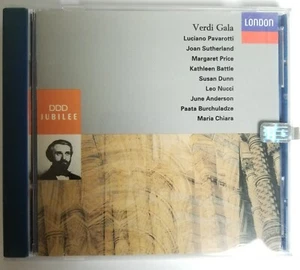 Verdi Gala
Luciano Pavarotti
Joan Sutherland
Margaret Price
Kathleen Battle
Susan Dunn
Leo Nucci
June Anderson
Paata Burchuladze
Maria Chiara
LONDON
DDD
JUBILEE